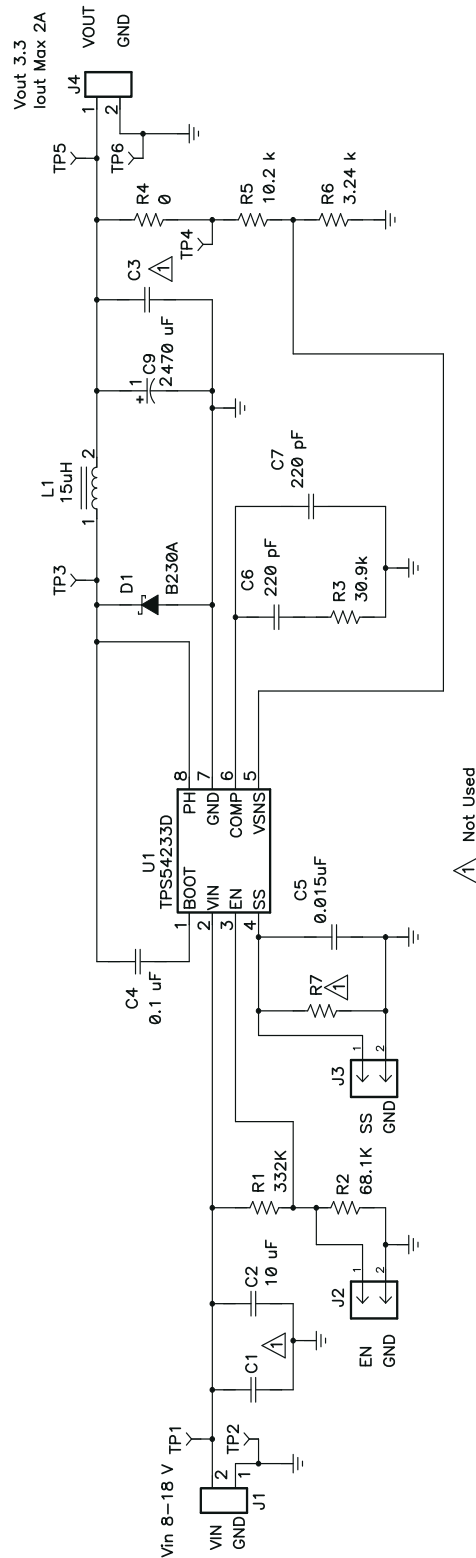 Vin 8-18 V
VIN
GND
2
1
J1
TP1
TP2
C1
1
C2
10 uF
EN
GND
J2
1
2
R1
332K
R2
68.1K
SS
GND
J3
1
2
R7
1
C5
0.015uF
C4
0.1 uF
U1
TPS54233D
1
BOOT
2
VIN
3
EN
4
SS
8
PH
7
GND
6
COMP
5
VSNS
D1
B230A
TP3
L1
15uH
1
2
C6
220 pF
R3
30.9k
C7
220 pF
C9
2470 uF
+
1
C3
1
R4
0
TP4
R5
10.2 k
R6
3.24 k
TP5
TP6
Vout 3.3
Iout Max 2A
J4
1
2
VOUT
GND
1 Not Used